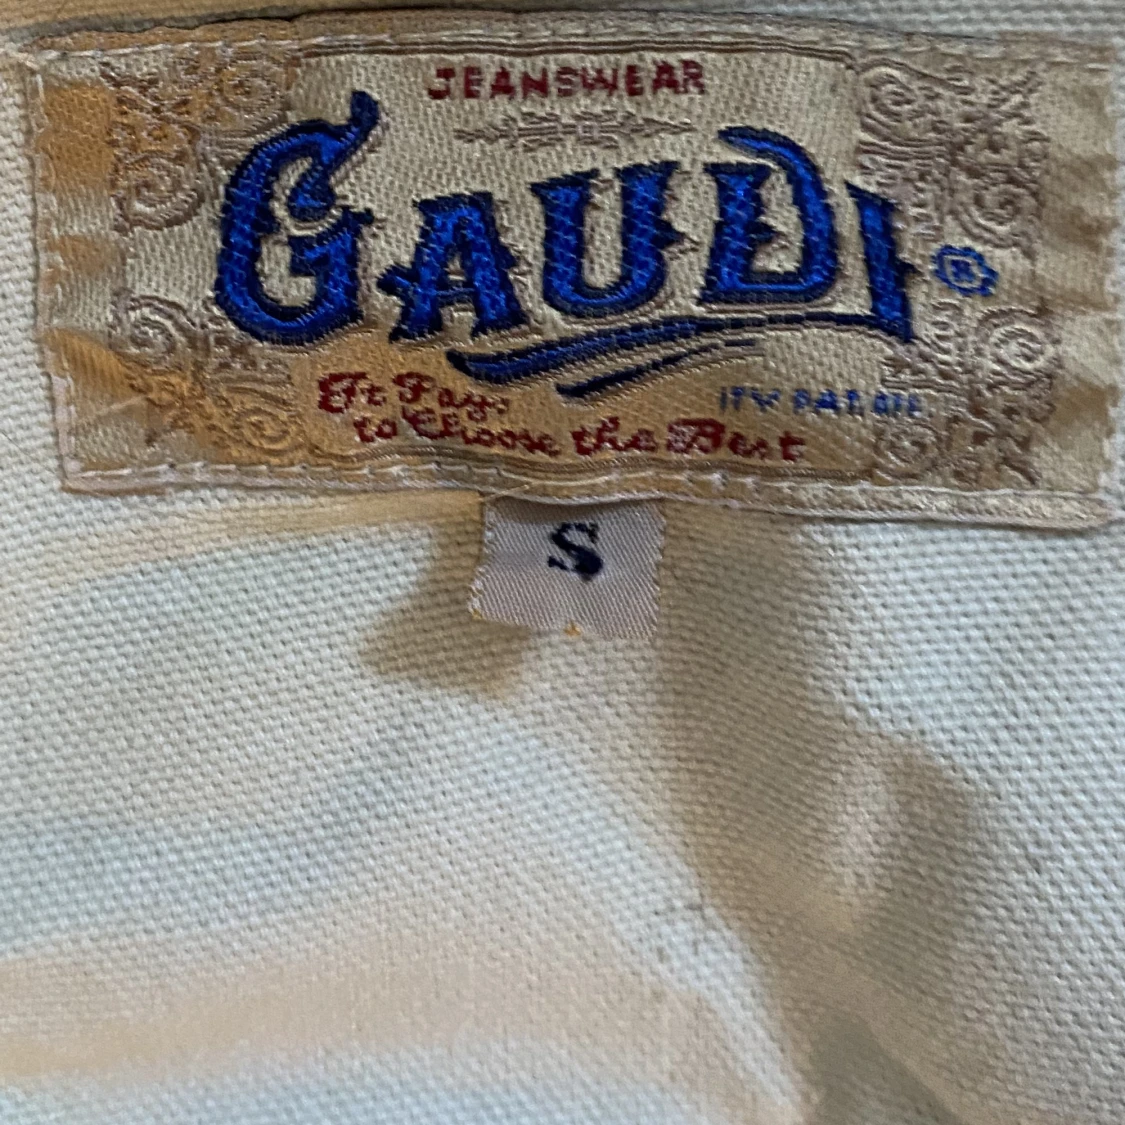 JEANSWEAR
GAUDI ®
It Pays
to Choose the Best
S